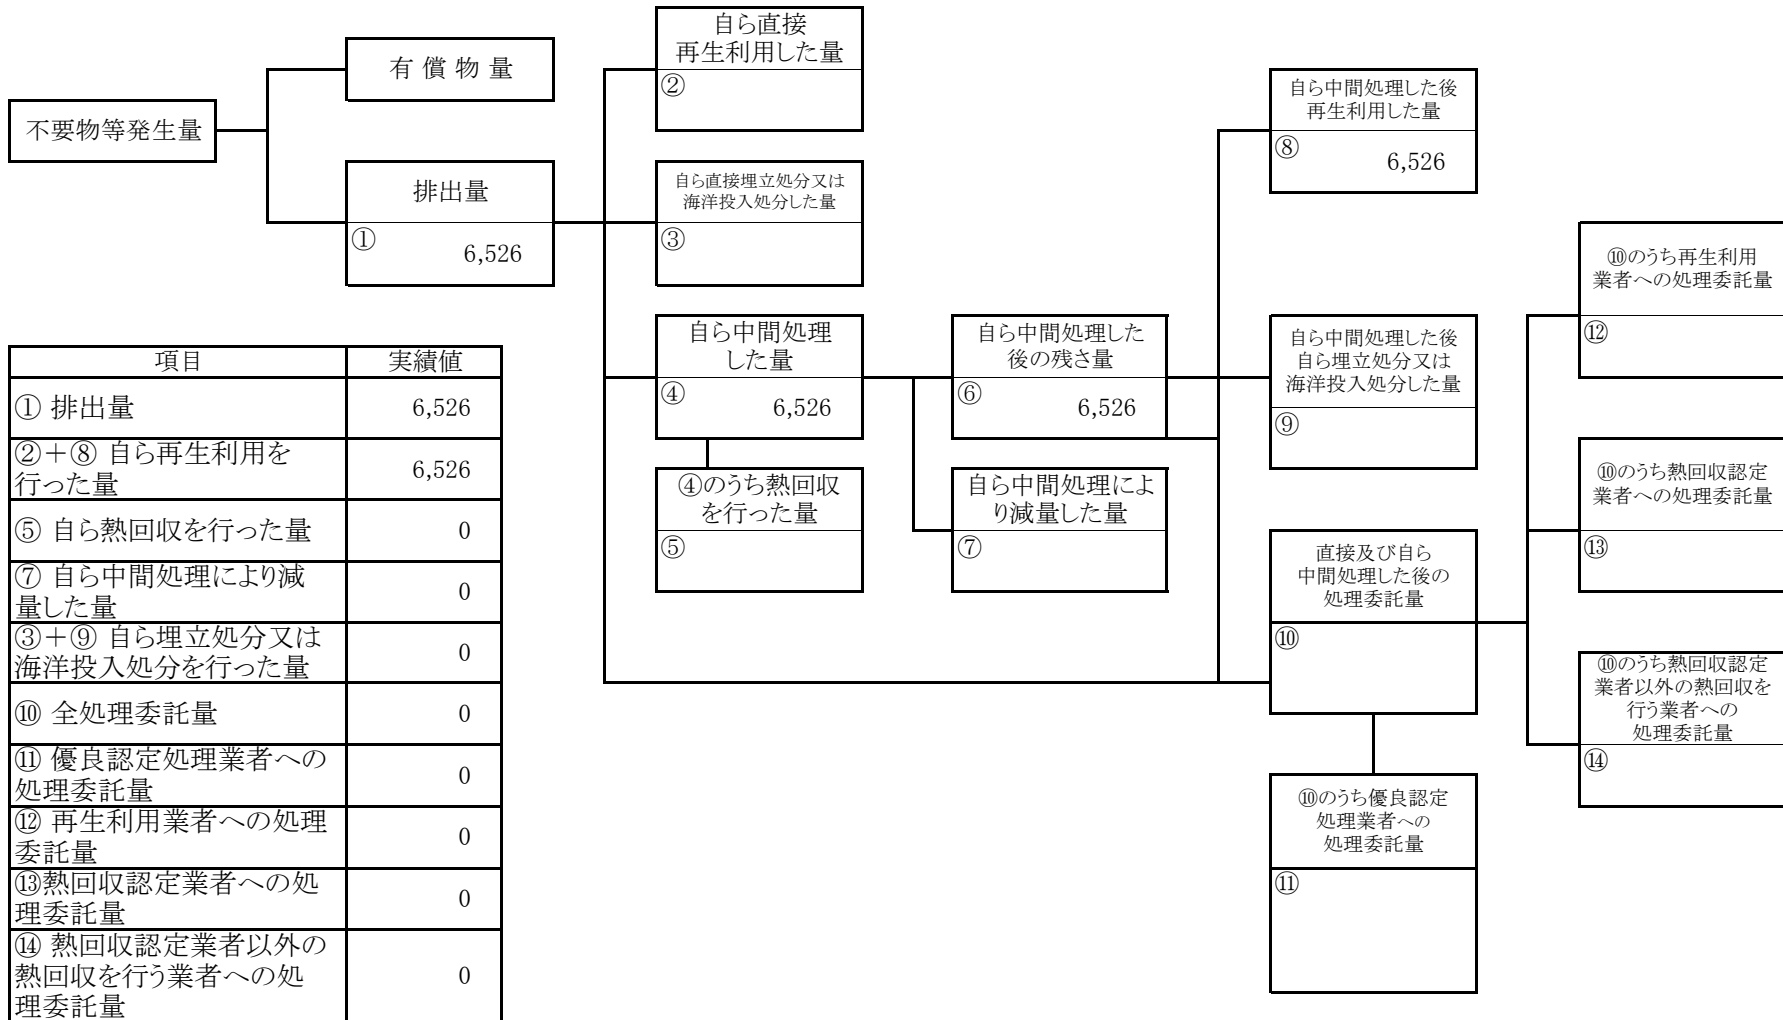 不要物等発生量
有 償 物 量
排出量
①
6,526
自ら直接
再生利用した量
②
自ら直接埋立処分又は
海洋投入処分した量
③
自ら中間処理
した量
④
6,526
④のうち熱回収
を行った量
⑤
自ら中間処理した
後の残さ量
⑥
6,526
自ら中間処理によ
り減量した量
⑦
自ら中間処理した後
再生利用した量
⑧
6,526
自ら中間処理した後
自ら埋立処分又は
海洋投入処分した量
⑨
直接及び自ら
中間処理した後の
処理委託量
⑩
⑩のうち優良認定
処理業者への
処理委託量
⑪
⑩のうち再生利用
業者への処理委託量
⑫
⑩のうち熱回収認定
業者への処理委託量
⑬
⑩のうち熱回収認定
業者以外の熱回収を
行う業者への
処理委託量
⑭
項目 実績値
① 排出量 6,526
②＋⑧ 自ら再生利用を
行った量 6,526
⑤ 自ら熱回収を行った量 0
⑦ 自ら中間処理により減
量した量 0
③＋⑨ 自ら埋立処分又は
海洋投入処分を行った量 0
⑩ 全処理委託量 0
⑪ 優良認定処理業者への
処理委託量 0
⑫ 再生利用業者への処理
委託量 0
⑬熱回収認定業者への処
理委託量 0
⑭ 熱回収認定業者以外の
熱回収を行う業者への処 0
理委託量